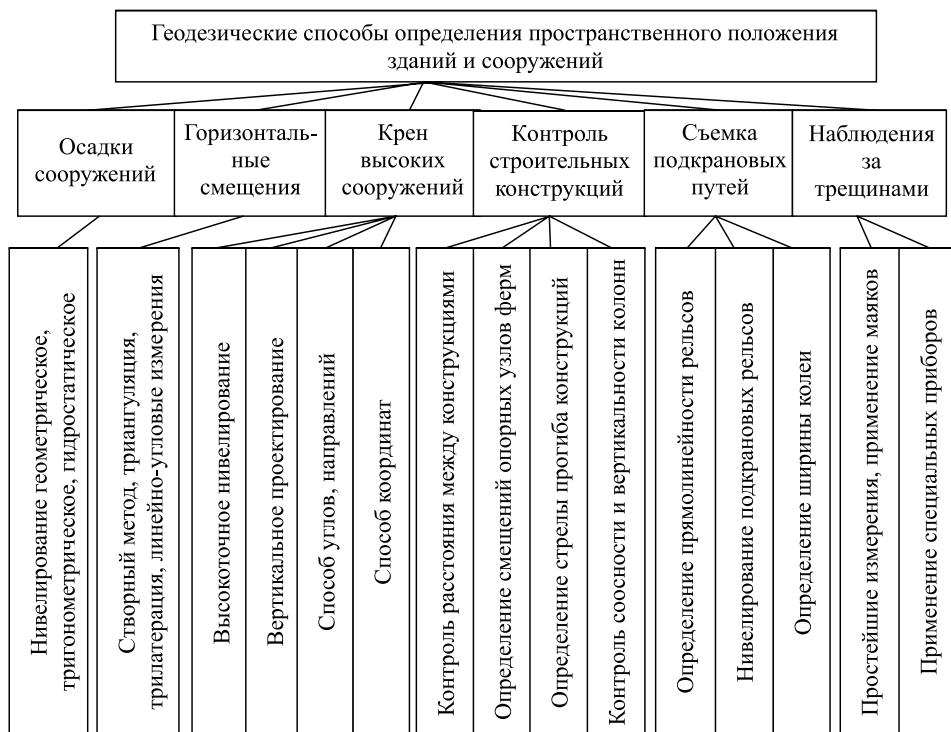 Геодезические способы определения пространственного положения
зданий и сооружений
Осадки
сооружений
Горизонталь-
ные
смещения
Крен
высоких
сооружений
Контроль
строительных
конструкций
Съемка
подкрановых
путей
Наблюдения
за
трещинами
Нивелирование геометрическое,
тригонометрическое, гидростатическое
Створный метод, триангуляция,
трилатерация, линейно-угловые измерения
Высокоточное нивелирование
Вертикальное проектирование
Способ углов, направлений
Способ координат
Контроль расстояния между конструкциями
Определение смещений опорных узлов ферм
Определение стрелы прогиба конструкций
Контроль соосности и вертикальности колонн
Определение прямолинейности рельсов
Нивелирование подкрановых рельсов
Определение ширины колеи
Простейшие измерения, применение маяков
Применение специальных приборов